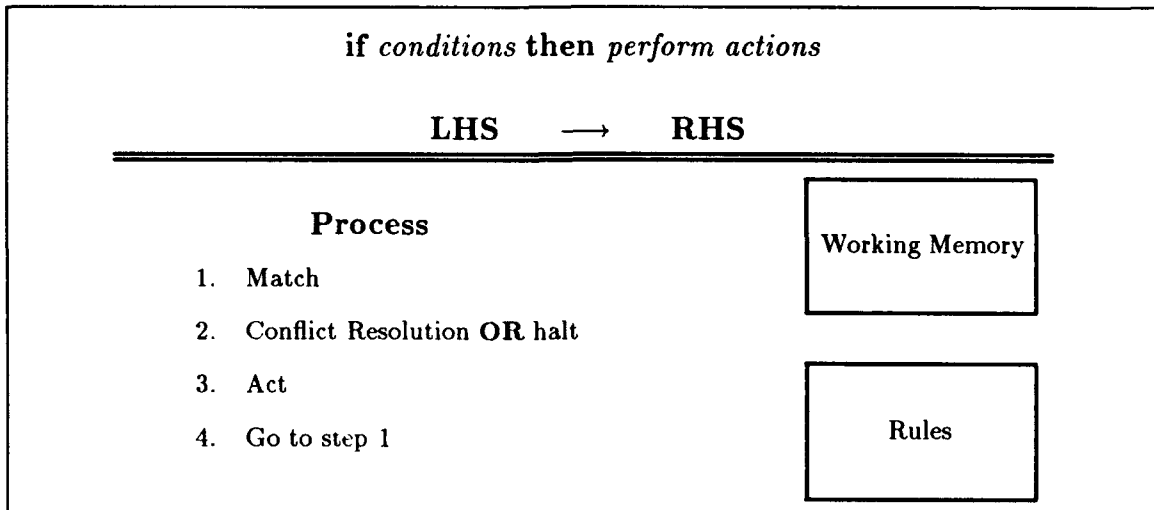 if conditions then perform actions
LHS → RHS
Process
1. Match
2. Conflict Resolution OR halt
3. Act
4. Go to step 1
Working Memory
Rules